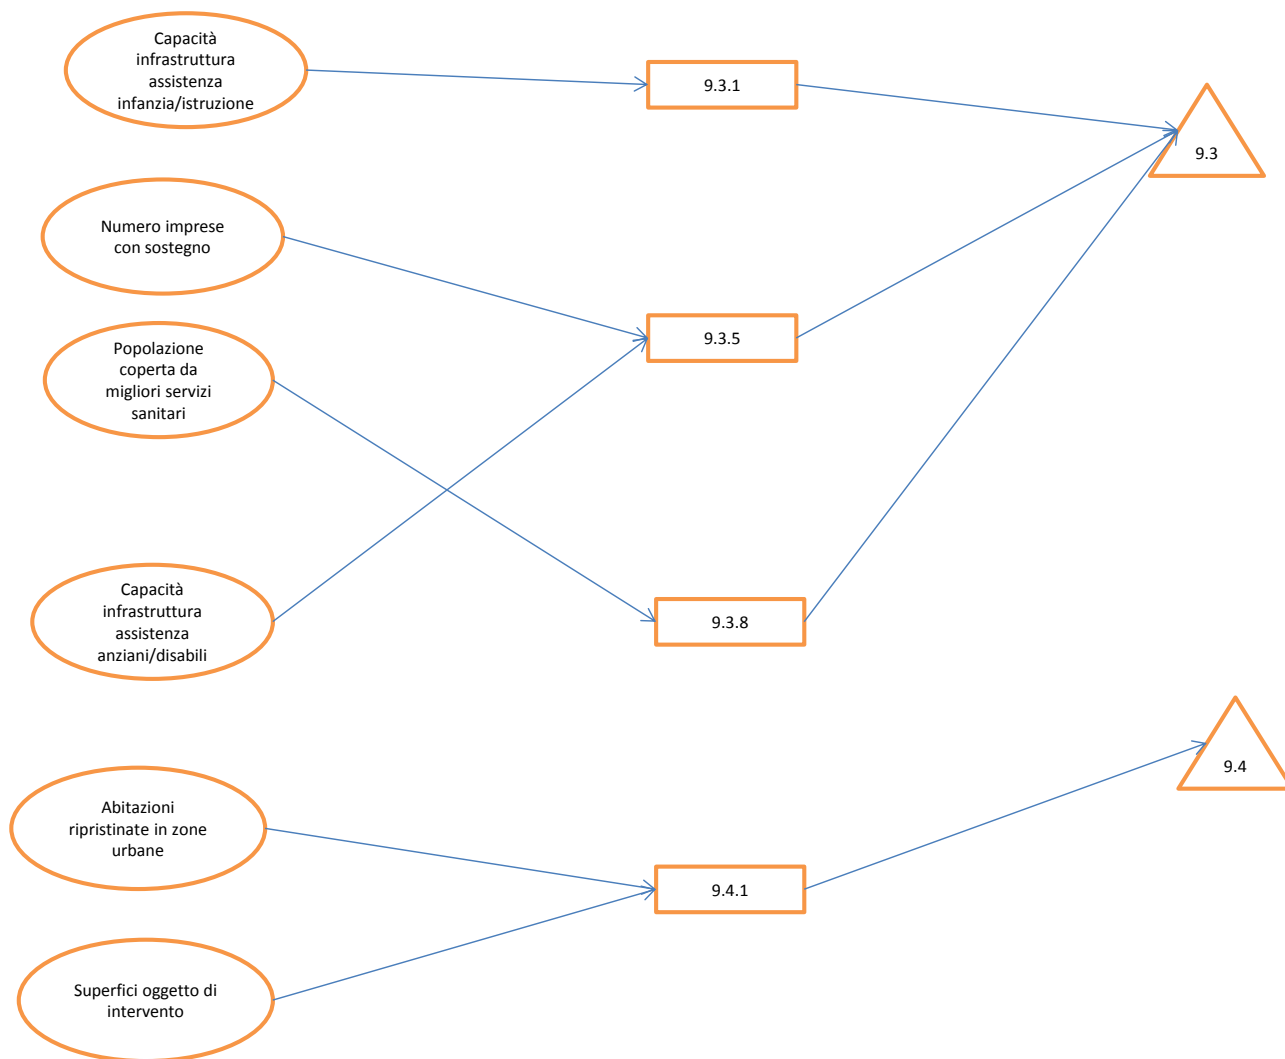 Capacità
infrastruttura
assistenza
infanzia/istruzione
9.3.1
9.3
Numero imprese
con sostegno
9.3.5
Popolazione
coperta da
migliori servizi
sanitari
Capacità
infrastruttura
assistenza
anziani/disabili
9.3.8
9.4
Abitazioni
ripristinate in zone
urbane
9.4.1
Superfici oggetto di
intervento